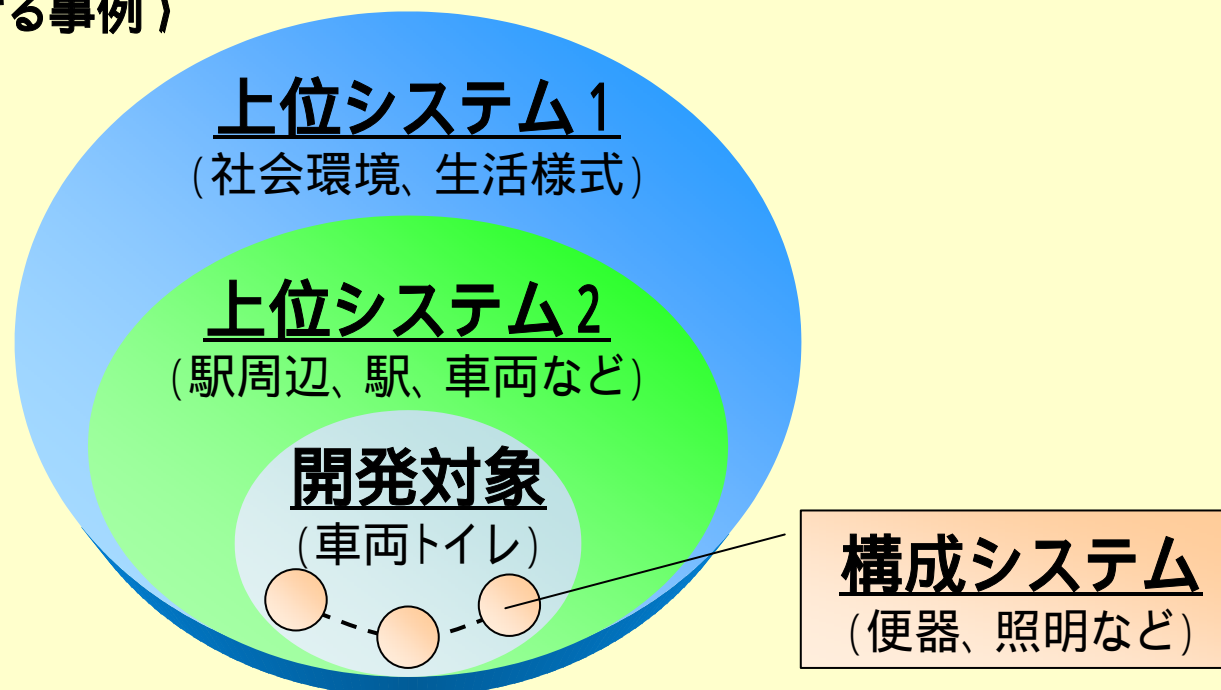 る事例）
上位システム1
（社会環境、生活様式）
上位システム2
（駅周辺、駅、車両など）
開発対象
（車両トイレ）
構成システム
（便器、照明など）